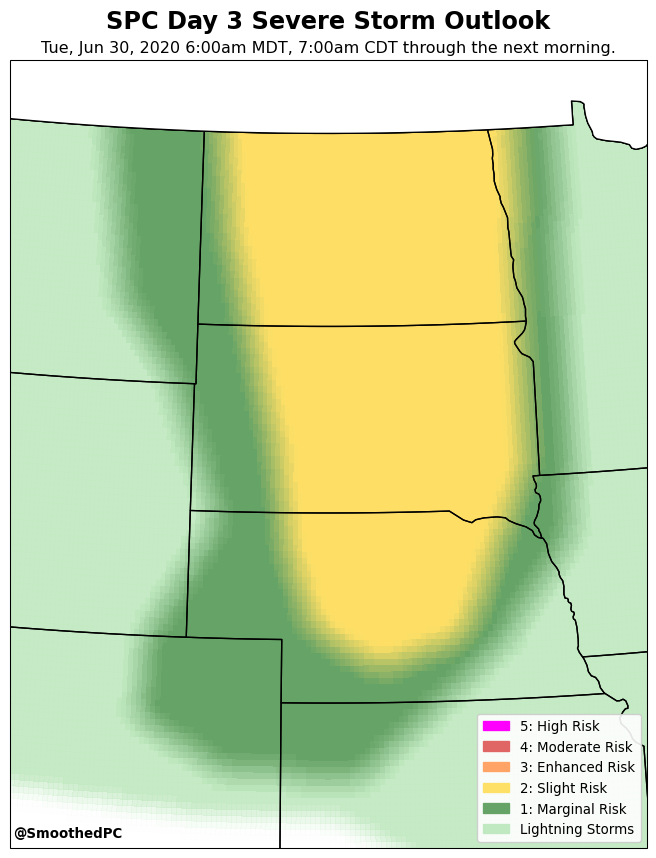 SPC Day 3 Severe Storm Outlook
Tue, Jun 30, 2020 6:00am MDT, 7:00am CDT through the next morning.
5: High Risk
4: Moderate Risk
3: Enhanced Risk
2: Slight Risk
1: Marginal Risk
Lightning Storms
@SmoothedPC